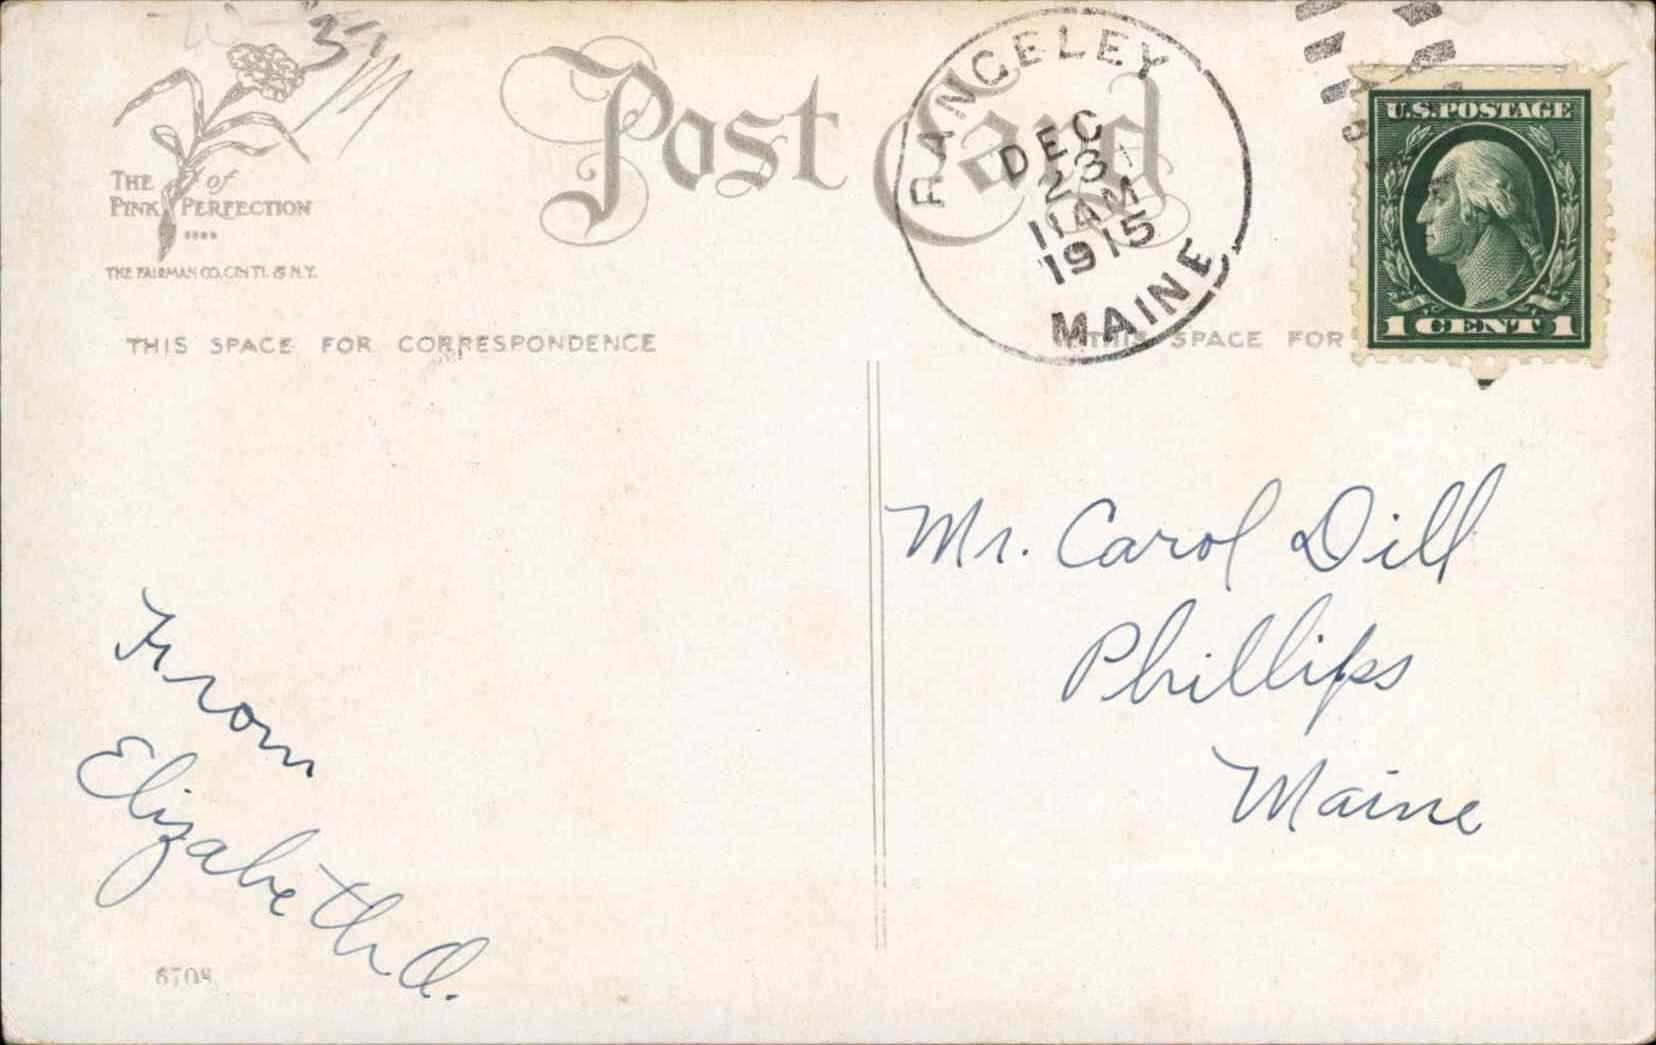 THE of
PINK PERFECTION
THE FAIRMAN CO. CIN'TI. & N.Y.
Post Card
RANGELEY
DEC
23
11 AM
1915
MAINE
U.S. POSTAGE
1 CENT 1
THIS SPACE FOR CORRESPONDENCE
THIS SPACE FOR
Mr. Carol Dill
Phillips
Maine
From
Elizabeth